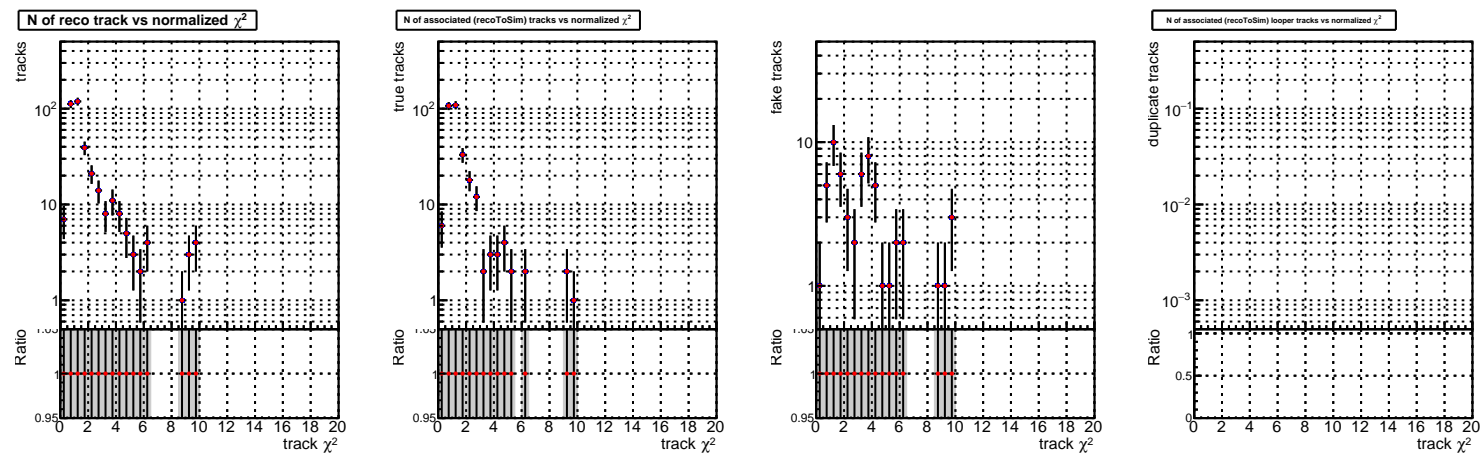 N of reco track vs normalized χ²
tracks
10²
10
1
Ratio
1.05
1
0.95
0 2 4 6 8 10 12 14 16 18 20
track χ²
N of associated (recoToSim) tracks vs normalized χ²
true tracks
10²
10
1
Ratio
1.05
1
0.95
0 2 4 6 8 10 12 14 16 18 20
track χ²
fake tracks
10
1
Ratio
1.05
1
0.95
0 2 4 6 8 10 12 14 16 18 20
track χ²
N of associated (recoToSim) looper tracks vs normalized χ²
duplicate tracks
10⁻¹
10⁻²
10⁻³
Ratio
1
0.5
0
0 2 4 6 8 10 12 14 16 18 20
track χ²